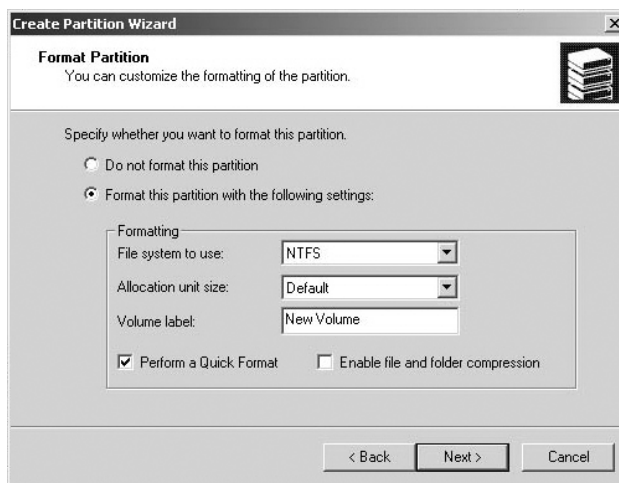 Create Partition Wizard
Format Partition
You can customize the formatting of the partition.
Specify whether you want to format this partition.
Do not format this partition
Format this partition with the following settings:
Formatting
File system to use: NTFS
Allocation unit size: Default
Volume label: New Volume
Perform a Quick Format Enable file and folder compression
< Back Next > Cancel